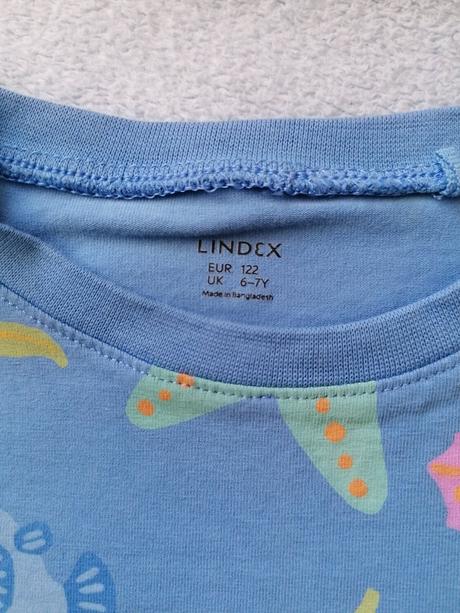 LINDEX
EUR 122
UK 6-7Y
Made in Bangladesh